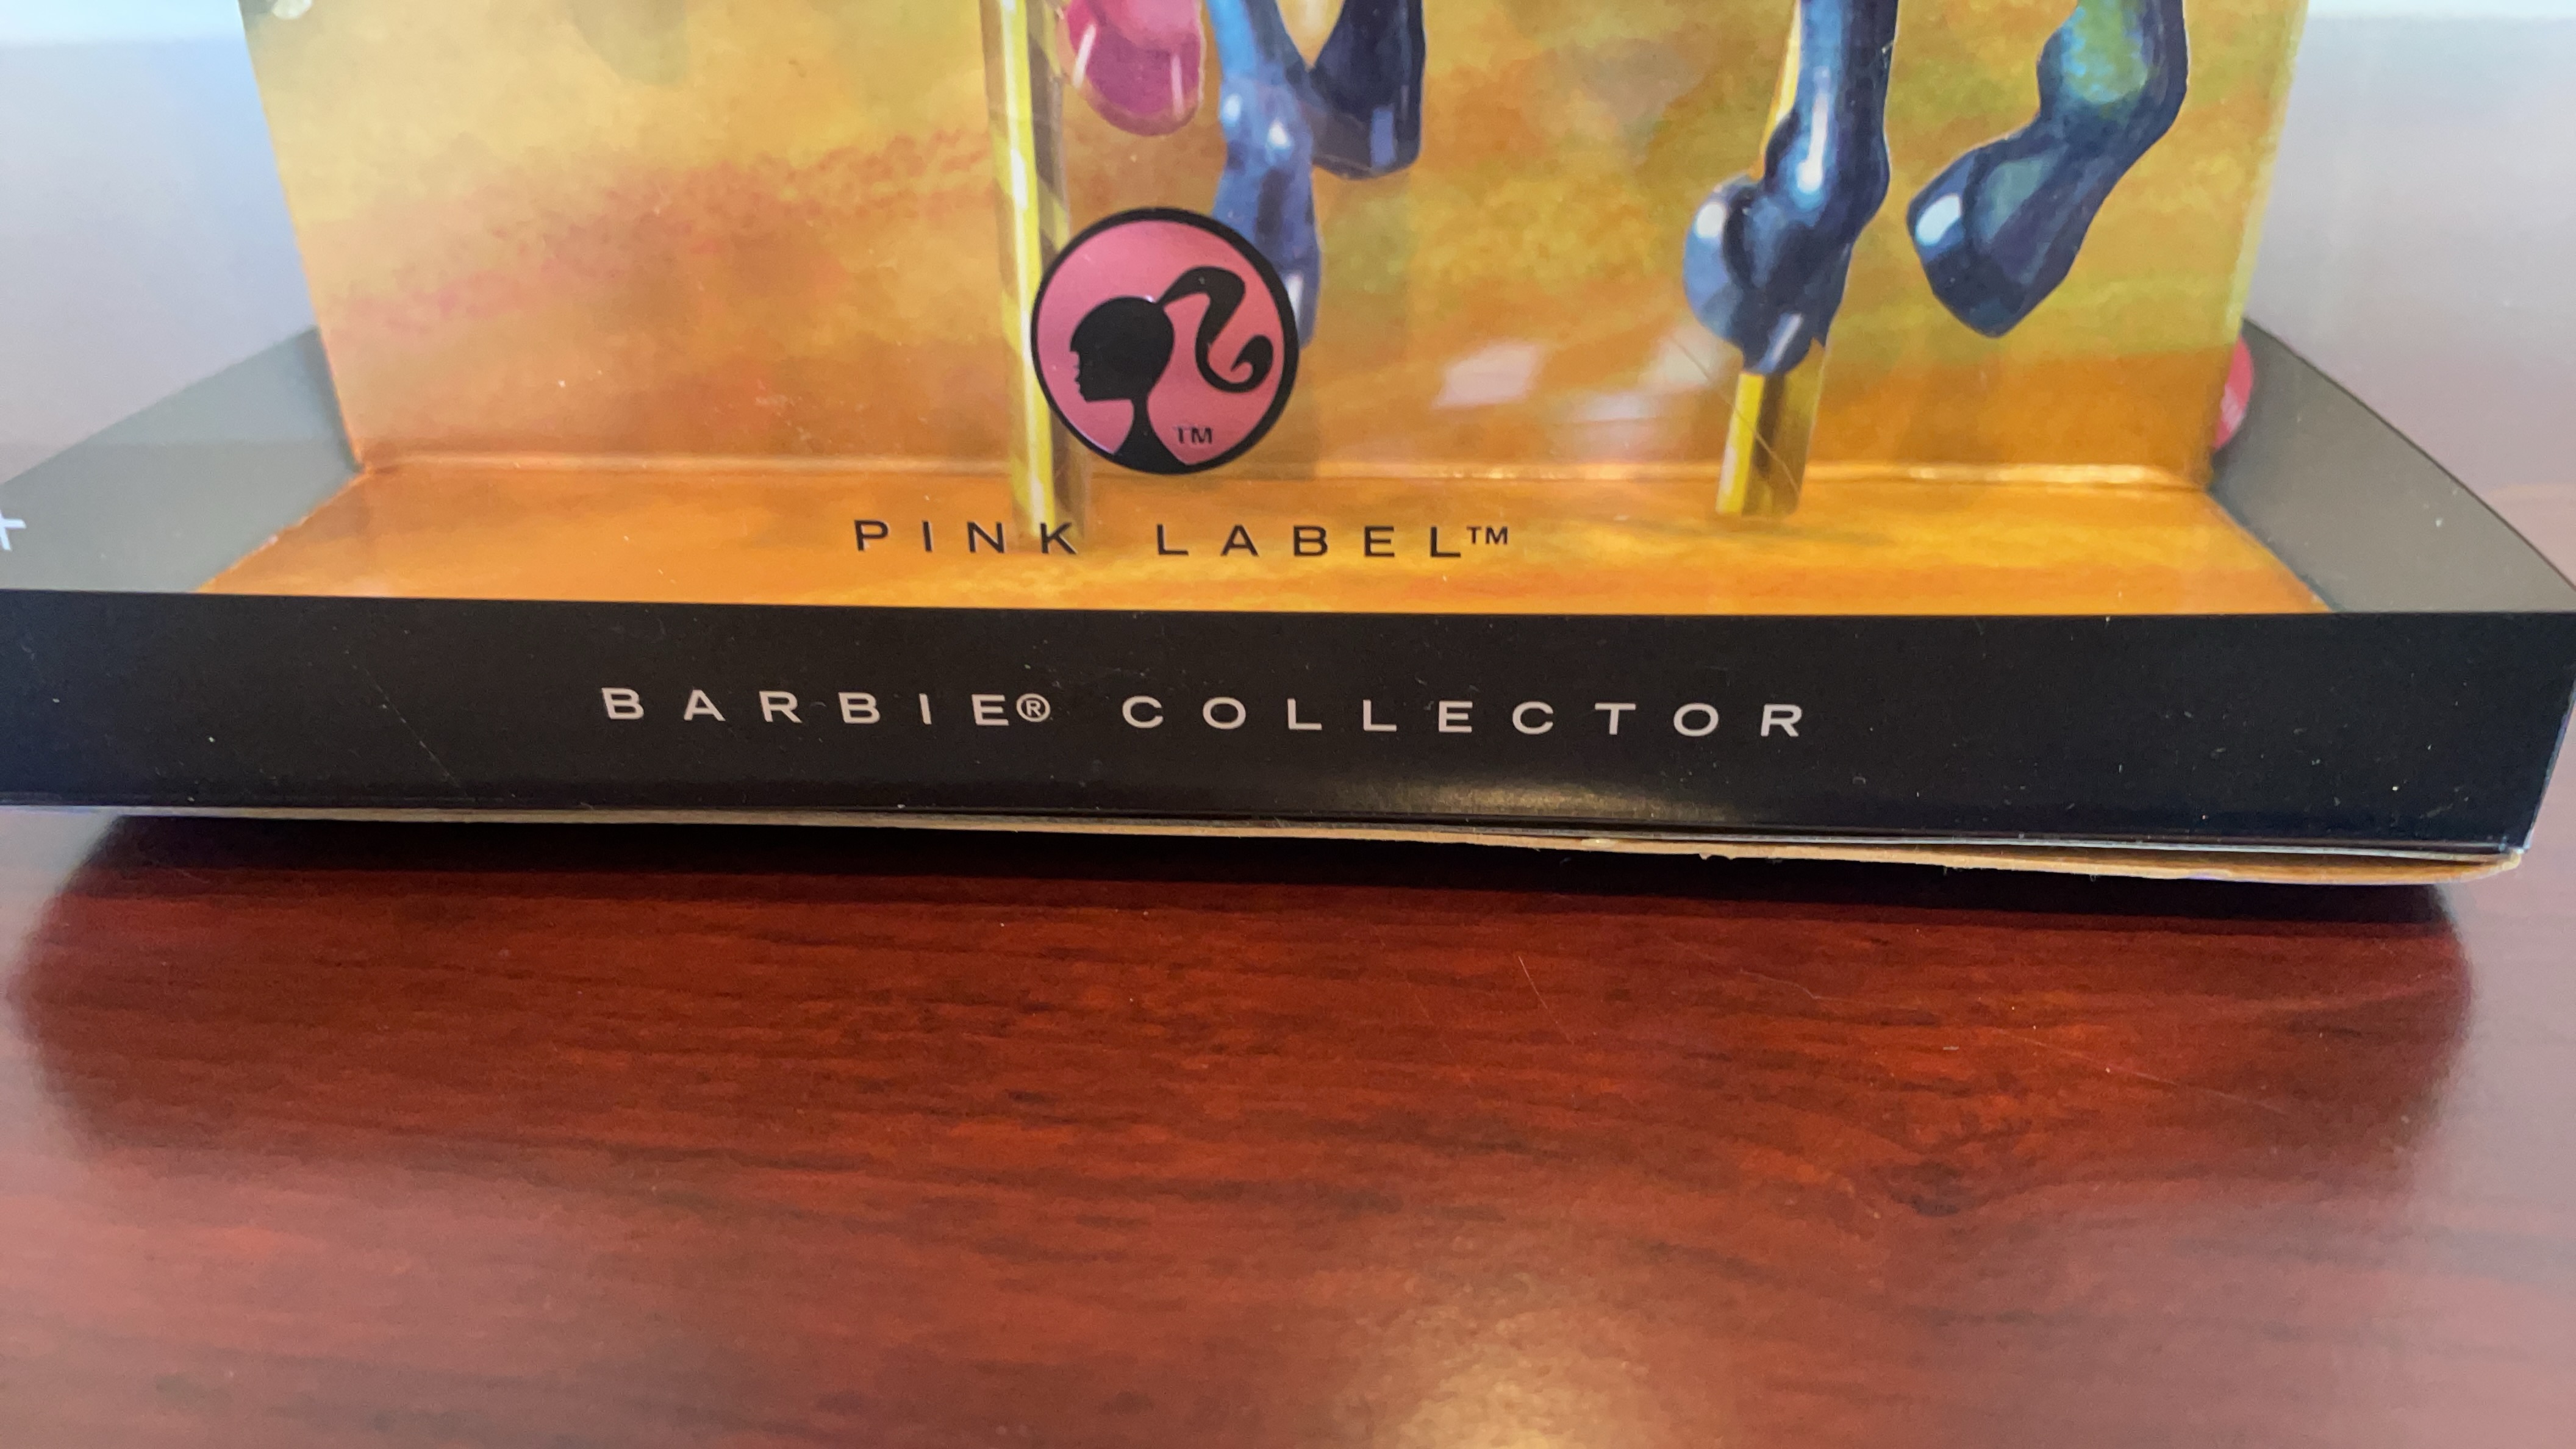 TM
PINK LABEL™
BARBIE® COLLECTOR